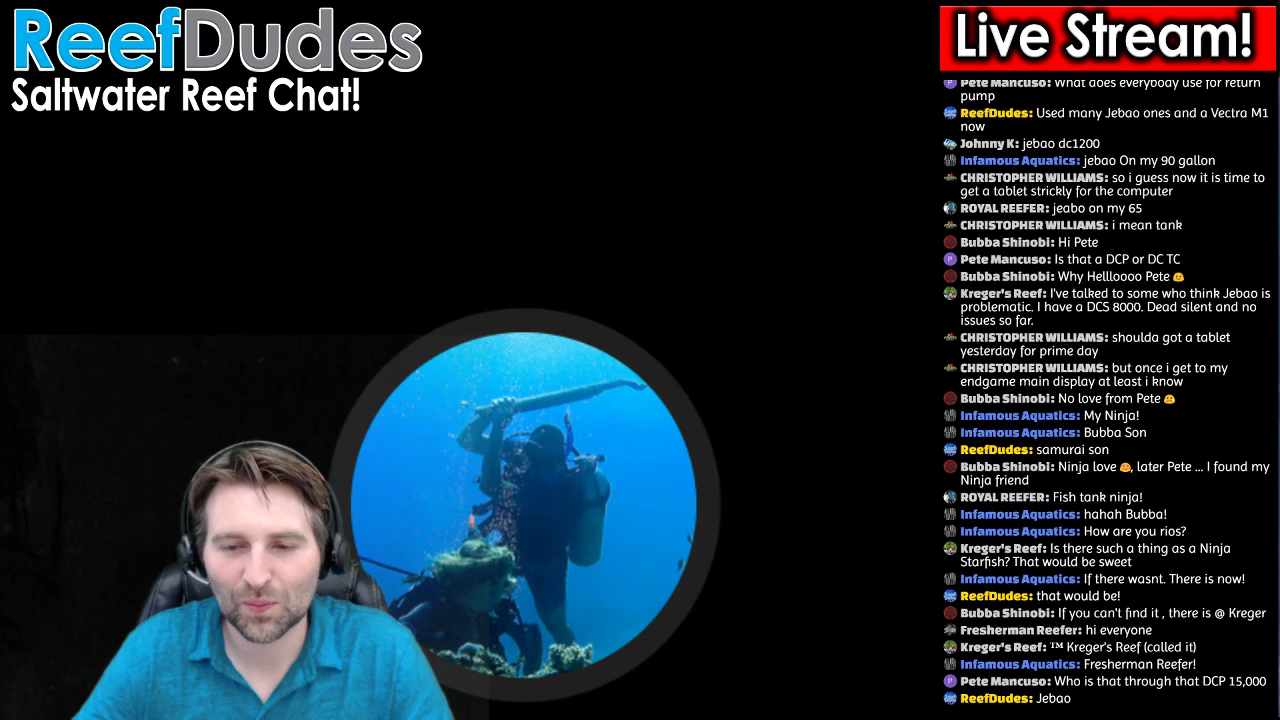 ReefDudes
Saltwater Reef Chat!
Live Stream!
Pete Mancuso: What does everybody use for return
pump
ReefDudes: Used many Jebao ones and a Vectra M1
now
Johnny K: jebao dc1200
Infamous Aquatics: jebao On my 90 gallon
CHRISTOPHER WILLIAMS: so i guess now it is time to
get a tablet strickly for the computer
ROYAL REEFER: jeabo on my 65
CHRISTOPHER WILLIAMS: i mean tank
Bubba Shinobi: Hi Pete
P Pete Mancuso: Is that a DCP or DC TC
Bubba Shinobi: Why Hellloooo Pete
Kreger's Reef: I've talked to some who think Jebao is
problematic. I have a DCS 8000. Dead silent and no
issues so far.
CHRISTOPHER WILLIAMS: shoulda got a tablet
yesterday for prime day
CHRISTOPHER WILLIAMS: but once i get to my
endgame main display at least i know
Bubba Shinobi: No love from Pete
Infamous Aquatics: My Ninja!
Infamous Aquatics: Bubba Son
ReefDudes: samurai son
Bubba Shinobi: Ninja love , later Pete ... I found my
Ninja friend
ROYAL REEFER: Fish tank ninja!
Infamous Aquatics: hahah Bubba!
Infamous Aquatics: How are you rios?
Kreger's Reef: Is there such a thing as a Ninja
Starfish? That would be sweet
Infamous Aquatics: If there wasnt. There is now!
ReefDudes: that would be!
Bubba Shinobi: If you can't find it , there is @ Kreger
Fresherman Reefer: hi everyone
Kreger's Reef: ™ Kreger's Reef (called it)
Infamous Aquatics: Fresherman Reefer!
P Pete Mancuso: Who is that through that DCP 15,000
ReefDudes: Jebao